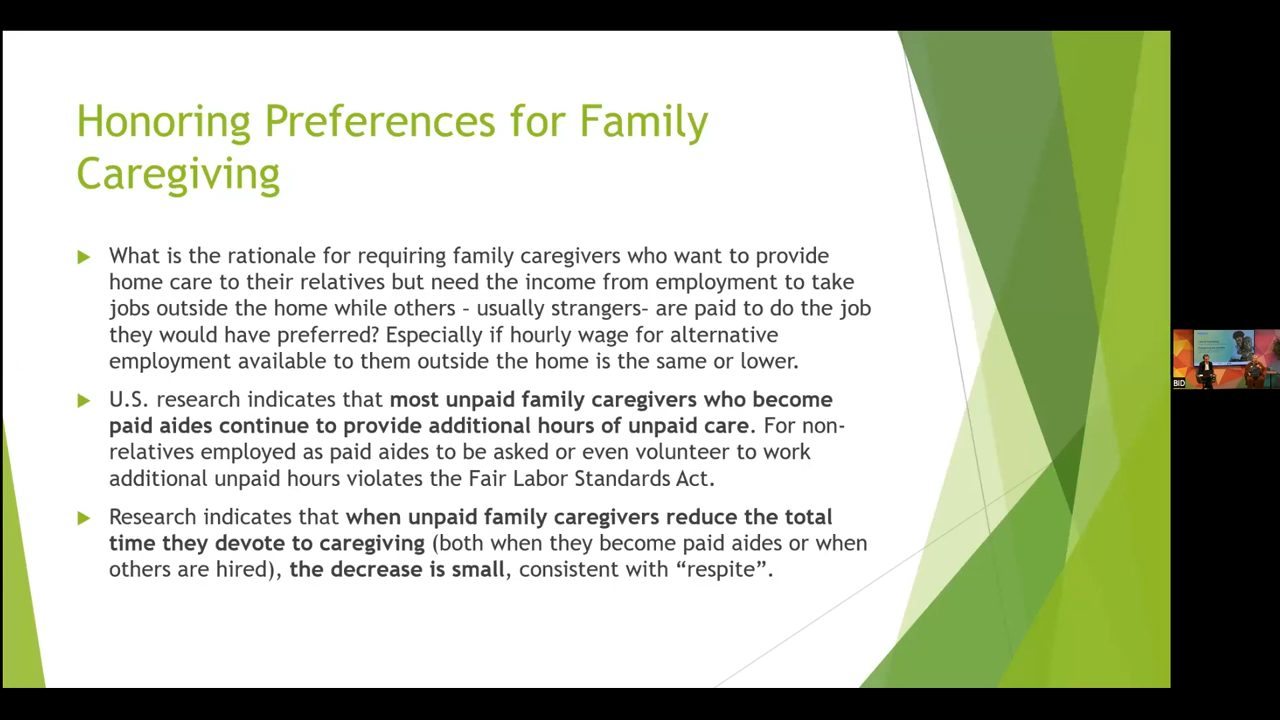 Honoring Preferences for Family
Caregiving
What is the rationale for requiring family caregivers who want to provide
home care to their relatives but need the income from employment to take
jobs outside the home while others – usually strangers– are paid to do the job
they would have preferred? Especially if hourly wage for alternative
employment available to them outside the home is the same or lower.
U.S. research indicates that most unpaid family caregivers who become
paid aides continue to provide additional hours of unpaid care. For non-
relatives employed as paid aides to be asked or even volunteer to work
additional unpaid hours violates the Fair Labor Standards Act.
Research indicates that when unpaid family caregivers reduce the total
time they devote to caregiving (both when they become paid aides or when
others are hired), the decrease is small, consistent with “respite”.
BID